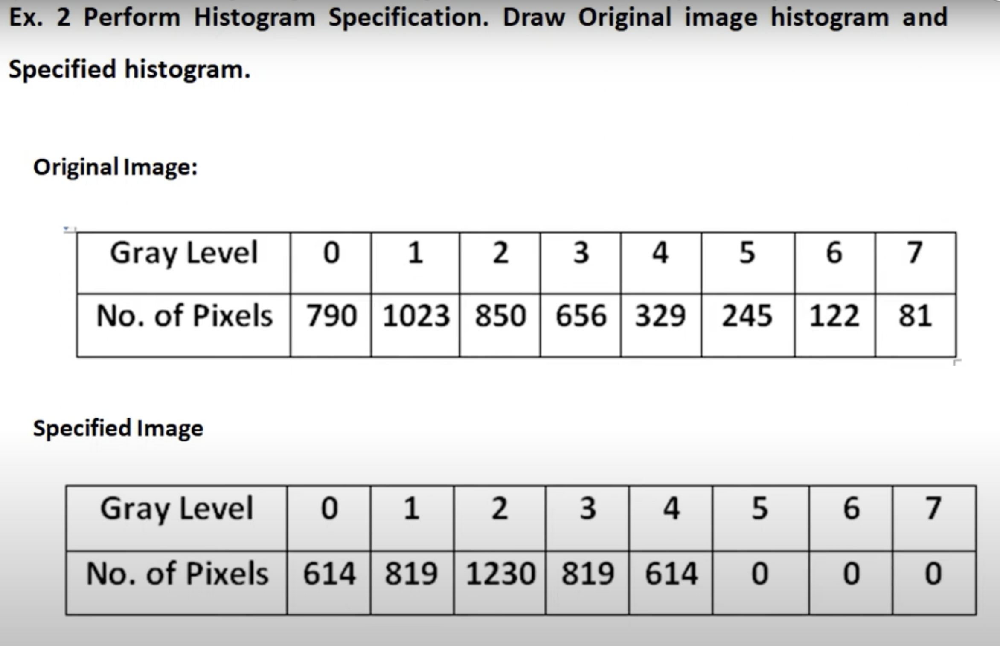 Ex. 2 Perform Histogram Specification. Draw Original image histogram and
Specified histogram.
Original Image:
Gray Level 0 1 2 3 4 5 6 7
No. of Pixels 790 1023 850 656 329 245 122 81
Specified Image
Gray Level 0 1 2 3 4 5 6 7
No. of Pixels 614 819 1230 819 614 0 0 0